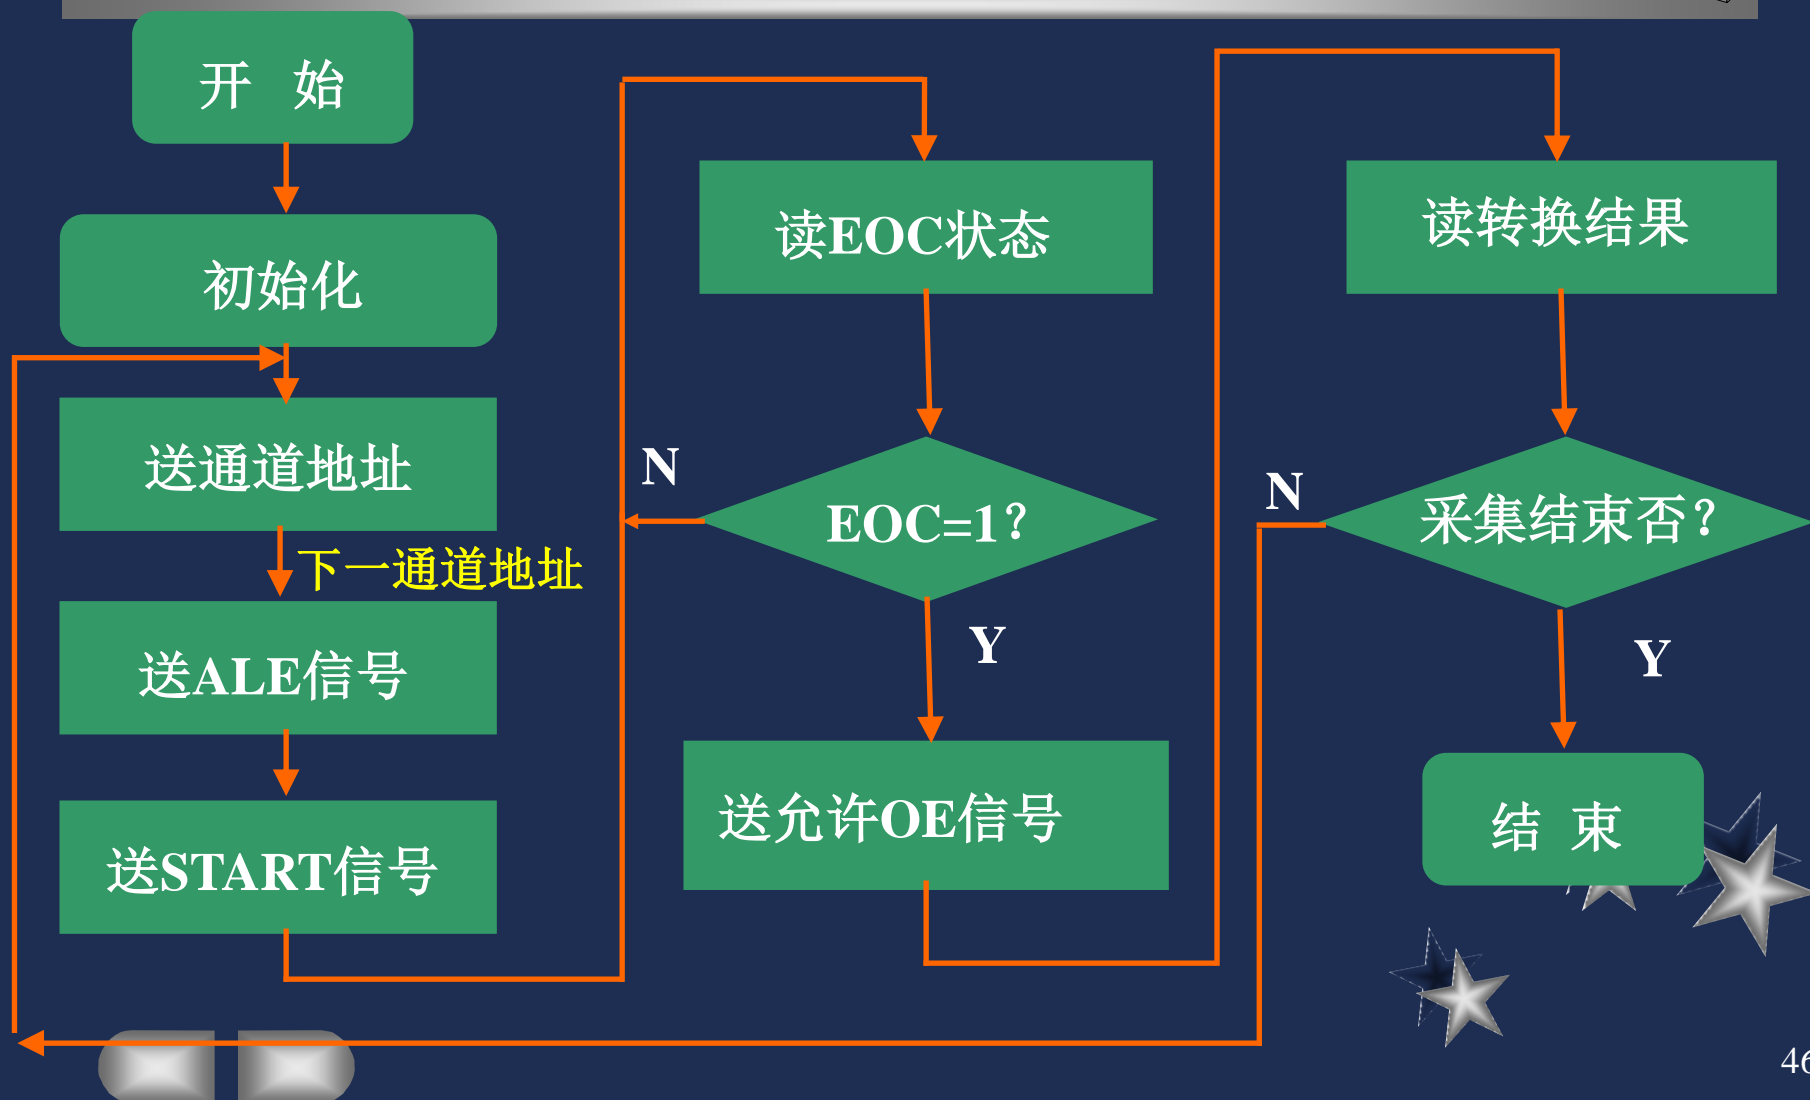 开 始
初始化
送通道地址
下一通道地址
送ALE信号
送START信号
读EOC状态
N
EOC=1?
Y
送允许OE信号
读转换结果
N
采集结束否?
Y
结 束
46